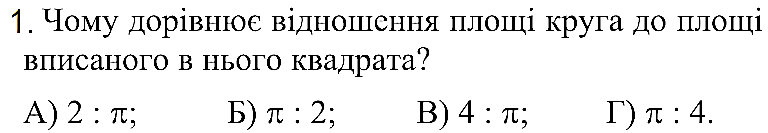 1. Чому дорівнює відношення площі круга до площі
вписаного в нього квадрата?
А) 2 : π; Б) π : 2; В) 4 : π; Г) π : 4.